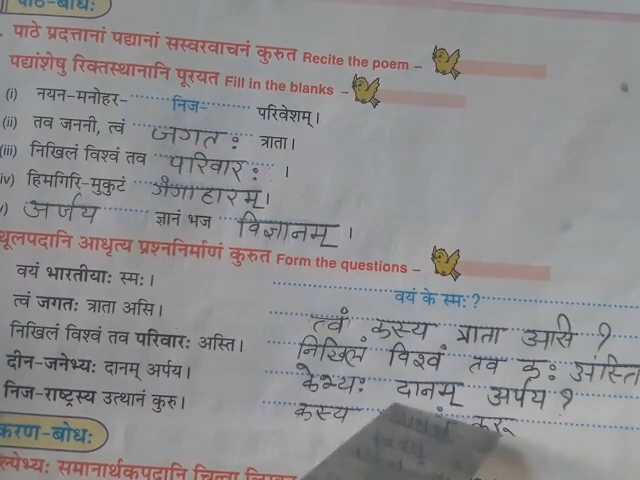 पाठ-बोधः
पाठे प्रदत्तानां पद्यानां सस्वरवाचनं कुरुत Recite the poem –
पद्यांशेषु रिक्तस्थानानि पूरयत Fill in the blanks –
(i) नयन-मनोहर- निज- परिवेशम्।
(ii) तव जननी, त्वं जगतः त्राता।
(iii) निखिलं विश्वं तव परिवारः ।
iv) हिमगिरि-मुकुटं गंगाहारम्।
) अर्जय ज्ञानं भज विज्ञानम् ।
थूलपदानि आधृत्य प्रश्ननिर्माणं कुरुत Form the questions –
वयं भारतीयाः स्मः। वयं के स्मः?
त्वं जगतः त्राता असि। त्वं कस्य त्राता असि ?
निखिलं विश्वं तव परिवारः अस्ति। निखिलं विश्वं तव कः अस्ति
दीन-जनेभ्यः दानम् अर्पय। केभ्यः दानम् अर्पय ?
निज-राष्ट्रस्य उत्थानं कुरु। कस्य कुरू
करण-बोधः
समानार्थकपदानि